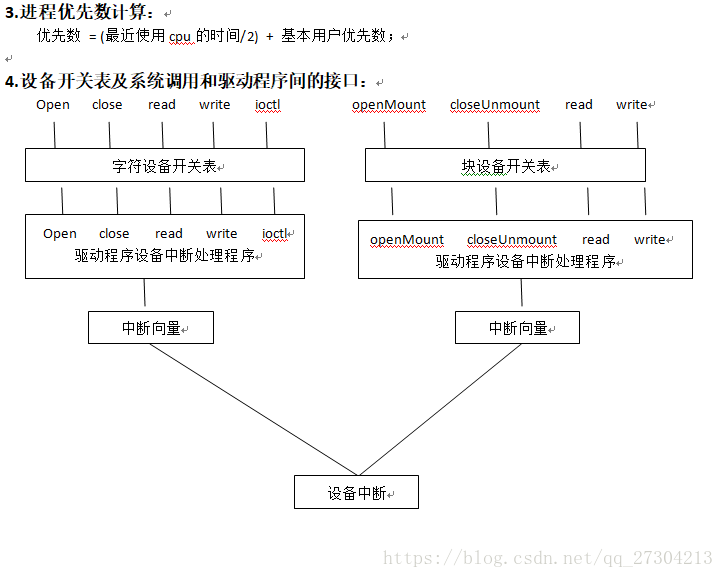 3.进程优先数计算：
优先数 = (最近使用 cpu 的时间/2) + 基本用户优先数；
4.设备开关表及系统调用和驱动程序间的接口：
Open close read write ioctl
openMount closeUnmount read write
字符设备开关表
块设备开关表
Open close read write ioctl
驱动程序设备中断处理程序
openMount closeUnmount read write
驱动程序设备中断处理程序
中断向量
中断向量
设备中断
https://blog.csdn.net/qq_27304213